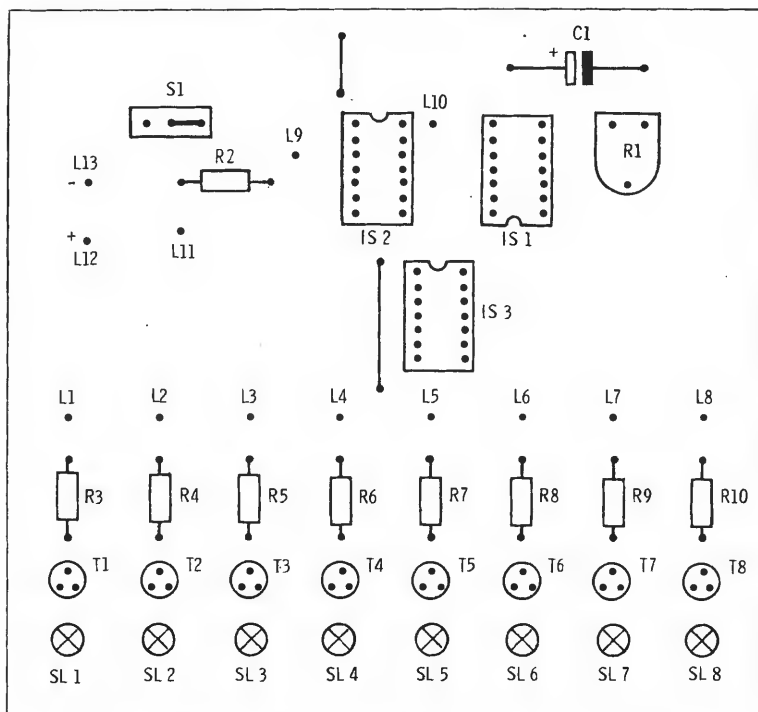 C1
+
S1
L10
L9
R2
R1
L13
-
IS 2
IS 1
+
L12
L11
IS 3
L1 L2 L3 L4 L5 L6 L7 L8
R3 R4 R5 R6 R7 R8 R9 R10
T1 T2 T3 T4 T5 T6 T7 T8
SL 1 SL 2 SL 3 SL 4 SL 5 SL 6 SL 7 SL 8